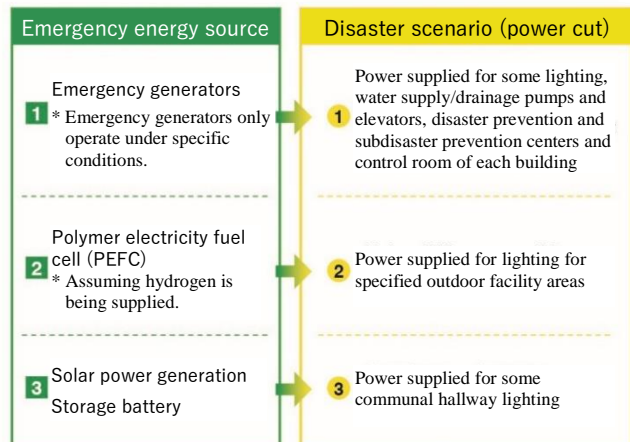 Emergency energy source
Disaster scenario (power cut)
1
Emergency generators
* Emergency generators only
operate under specific
conditions.
1
Power supplied for some lighting,
water supply/drainage pumps and
elevators, disaster prevention and
subdisaster prevention centers and
control room of each building
2
Polymer electricity fuel
cell (PEFC)
* Assuming hydrogen is
being supplied.
2
Power supplied for lighting for
specified outdoor facility areas
3
Solar power generation
Storage battery
3
Power supplied for some
communal hallway lighting